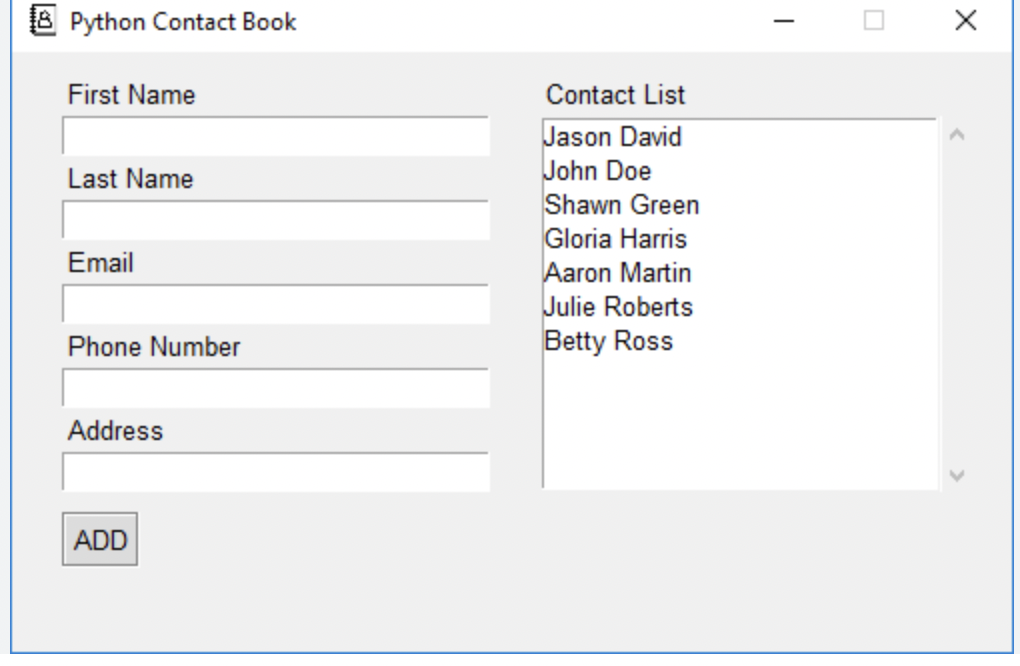 Python Contact Book
First Name
Last Name
Email
Phone Number
Address
ADD
Contact List
Jason David
John Doe
Shawn Green
Gloria Harris
Aaron Martin
Julie Roberts
Betty Ross